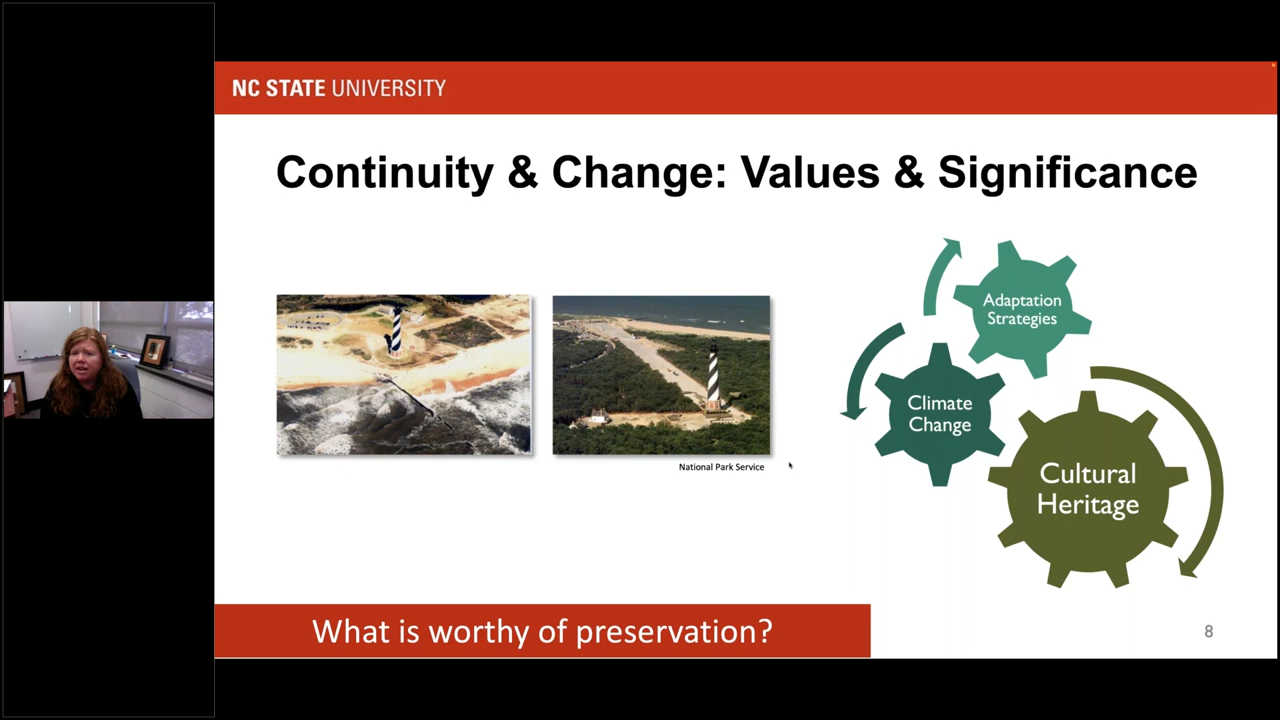 NC STATE UNIVERSITY
Continuity & Change: Values & Significance
Adaptation
Strategies
Climate
Change
Cultural
Heritage
National Park Service
What is worthy of preservation?
8